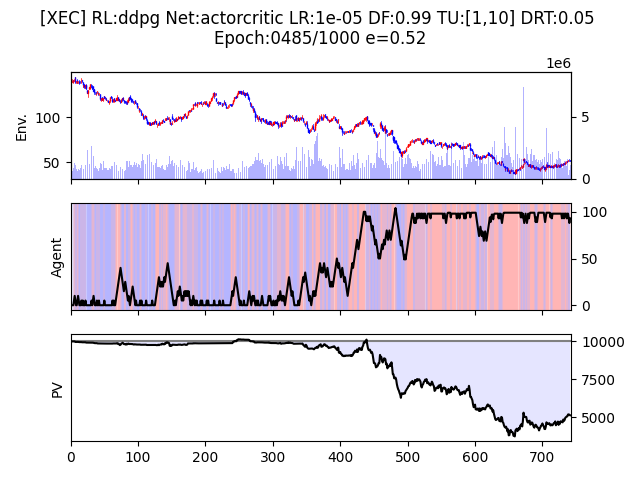 [XEC] RL:ddpg Net:actorcritic LR:1e-05 DF:0.99 TU:[1,10] DRT:0.05
Epoch:0485/1000 e=0.52
1e6
Env.
100
50
5
0
Agent
100
50
0
PV
10000
7500
5000
0 100 200 300 400 500 600 700